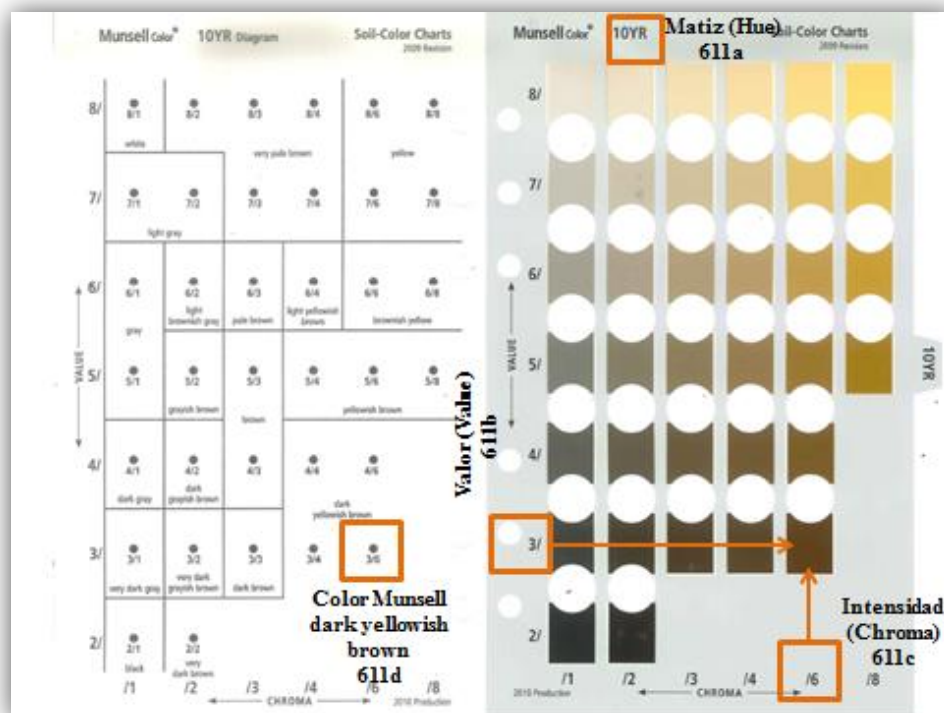 Munsell Color® 10YR Diagram Soil-Color Charts
2009 Revision
8/
8/1 8/2 8/3 8/4 8/6 8/8
white very pale brown yellow
7/
7/1 7/2 7/3 7/4 7/6 7/8
light gray
6/
6/1 6/2 6/3 6/4 6/6 6/8
gray
light
brownish gray
pale brown
light yellowish
brown
brownish yellow
VALUE
5/
5/1 5/2 5/3 5/4 5/6 5/8
grayish brown
brown
yellowish brown
4/
4/1 4/2 4/3 4/4 4/6
dark gray
dark
grayish brown
dark
yellowish brown
3/
3/1 3/2 3/3 3/4 3/6
very dark gray
very dark
grayish brown
dark brown
Color Munsell
dark yellowish
brown
611d
2/
2/1 2/2
black
very
dark brown
/1 /2 /3 /4 /6 /8
CHROMA
2010 Production
Munsell Color® 10YR Soil-Color Charts
2009 Revision
Matiz (Hue)
611a
8/
7/
6/
VALUE
5/
4/
3/
2/
Valor (Value)
611b
10YR
Intensidad
(Chroma)
611c
/1 /2 /3 /4 /6 /8
2010 Production
CHROMA